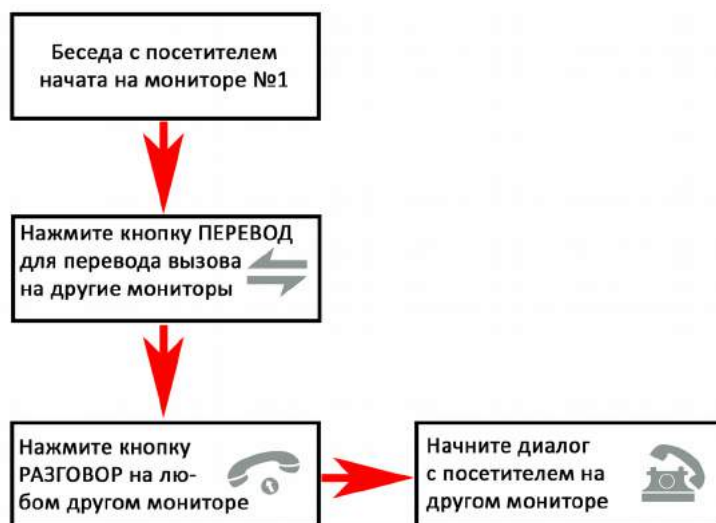 Беседа с посетителем
начата на мониторе №1
Нажмите кнопку ПЕРЕВОД
для перевода вызова
на другие мониторы
Нажмите кнопку
РАЗГОВОР на лю-
бом другом мониторе
Начните диалог
с посетителем на
другом мониторе